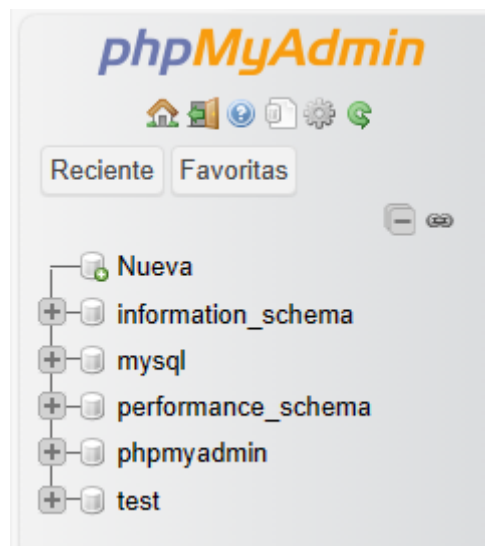 phpMyAdmin
Reciente Favoritas
Nueva
information_schema
mysql
performance_schema
phpmyadmin
test